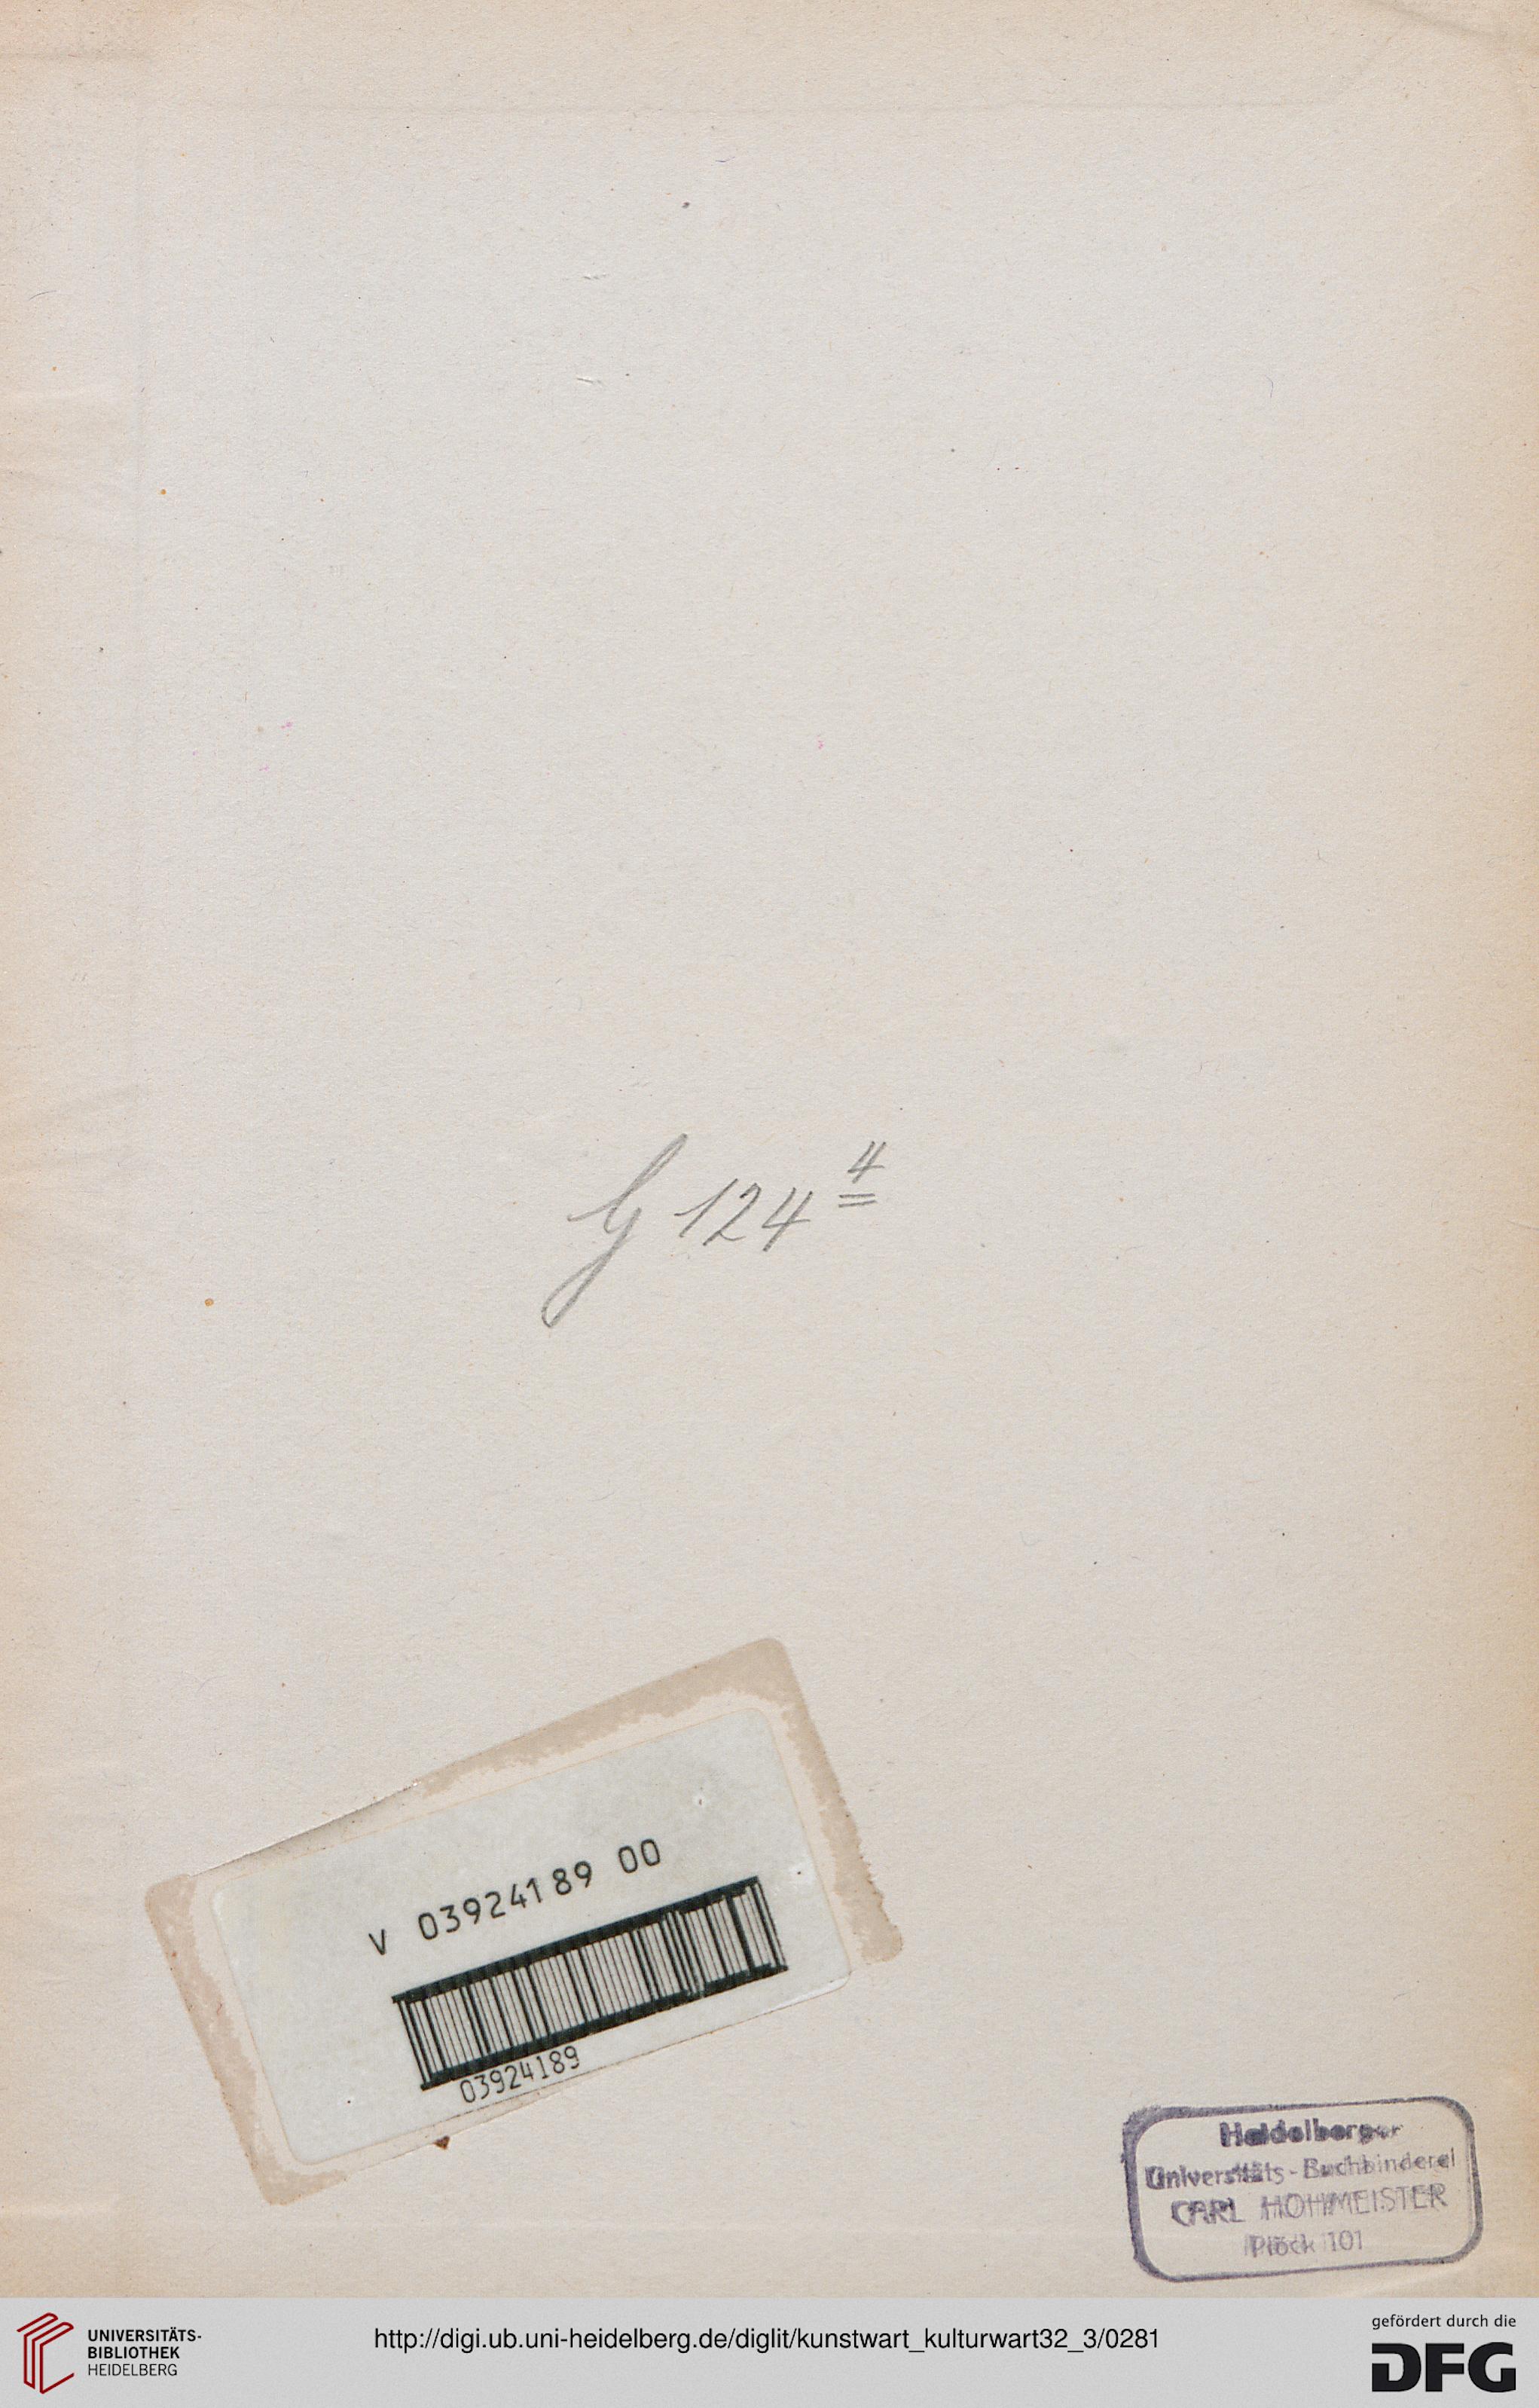 G 124 4
V 03924189 00
03924189
Heidelberger
Universitäts-Buchbinderei
CARL HOHMEISTER
Plöck 101
UNIVERSITÄTS-
BIBLIOTHEK
HEIDELBERG
http://digi.ub.uni-heidelberg.de/diglit/kunstwart_kulturwart32_3/0281
gefördert durch die
DFG